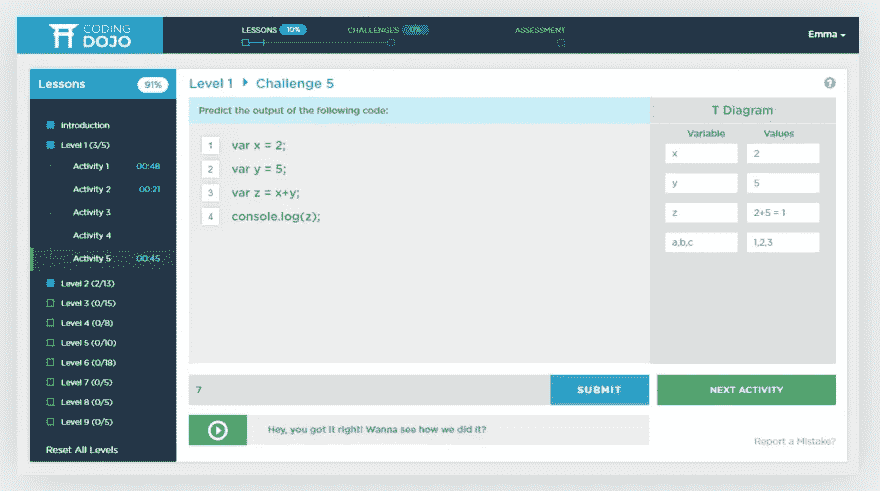 CODING
DOJO
LESSONS 10%
CHALLENGES
ASSESSMENT
Emma
Lessons 91%
Introduction
Level 1 (3/5)
Activity 1 00:48
Activity 2 00:21
Activity 3
Activity 4
Activity 5 00:45
Level 2 (2/13)
Level 3 (0/15)
Level 4 (0/8)
Level 5 (0/10)
Level 6 (0/18)
Level 7 (0/5)
Level 8 (0/5)
Level 9 (0/5)
Reset All Levels
Level 1 Challenge 5
?
Predict the output of the following code:
1 var x = 2;
2 var y = 5;
3 var z = x+y;
4 console.log(z);
T Diagram
Variable Values
x 2
y 5
z 2+5 = 1
a,b,c 1,2,3
7
SUBMIT
NEXT ACTIVITY
Hey, you got it right! Wanna see how we did it?
Report a Mistake?